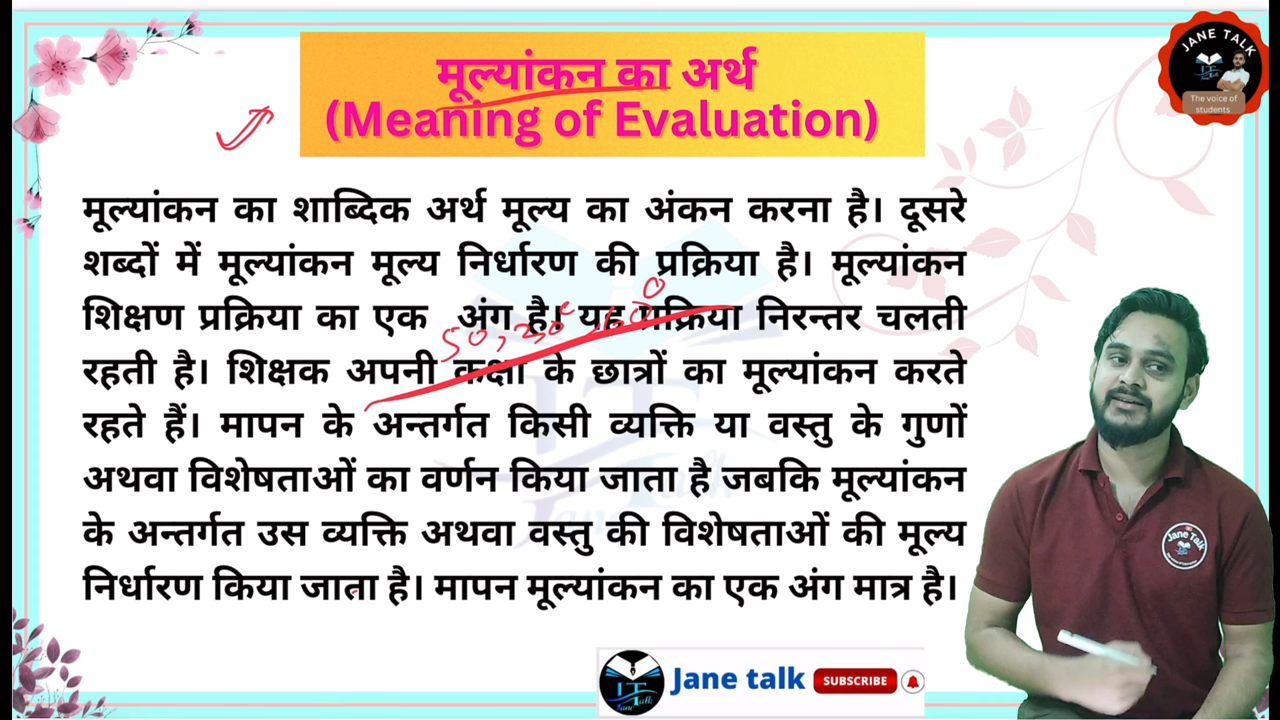 मूल्यांकन का अर्थ
(Meaning of Evaluation)
JANE TALK
The voice of
students
मूल्यांकन का शाब्दिक अर्थ मूल्य का अंकन करना है। दूसरे
शब्दों में मूल्यांकन मूल्य निर्धारण की प्रक्रिया है। मूल्यांकन
शिक्षण प्रक्रिया का एक अंग है। यह प्रक्रिया निरन्तर चलती
रहती है। शिक्षक अपनी कक्षा के छात्रों का मूल्यांकन करते
रहते हैं। मापन के अन्तर्गत किसी व्यक्ति या वस्तु के गुणों
अथवा विशेषताओं का वर्णन किया जाता है जबकि मूल्यांकन
के अन्तर्गत उस व्यक्ति अथवा वस्तु की विशेषताओं की मूल्य
निर्धारण किया जाता है। मापन मूल्यांकन का एक अंग मात्र है।
Jane Talk
Jane talk
SUBSCRIBE